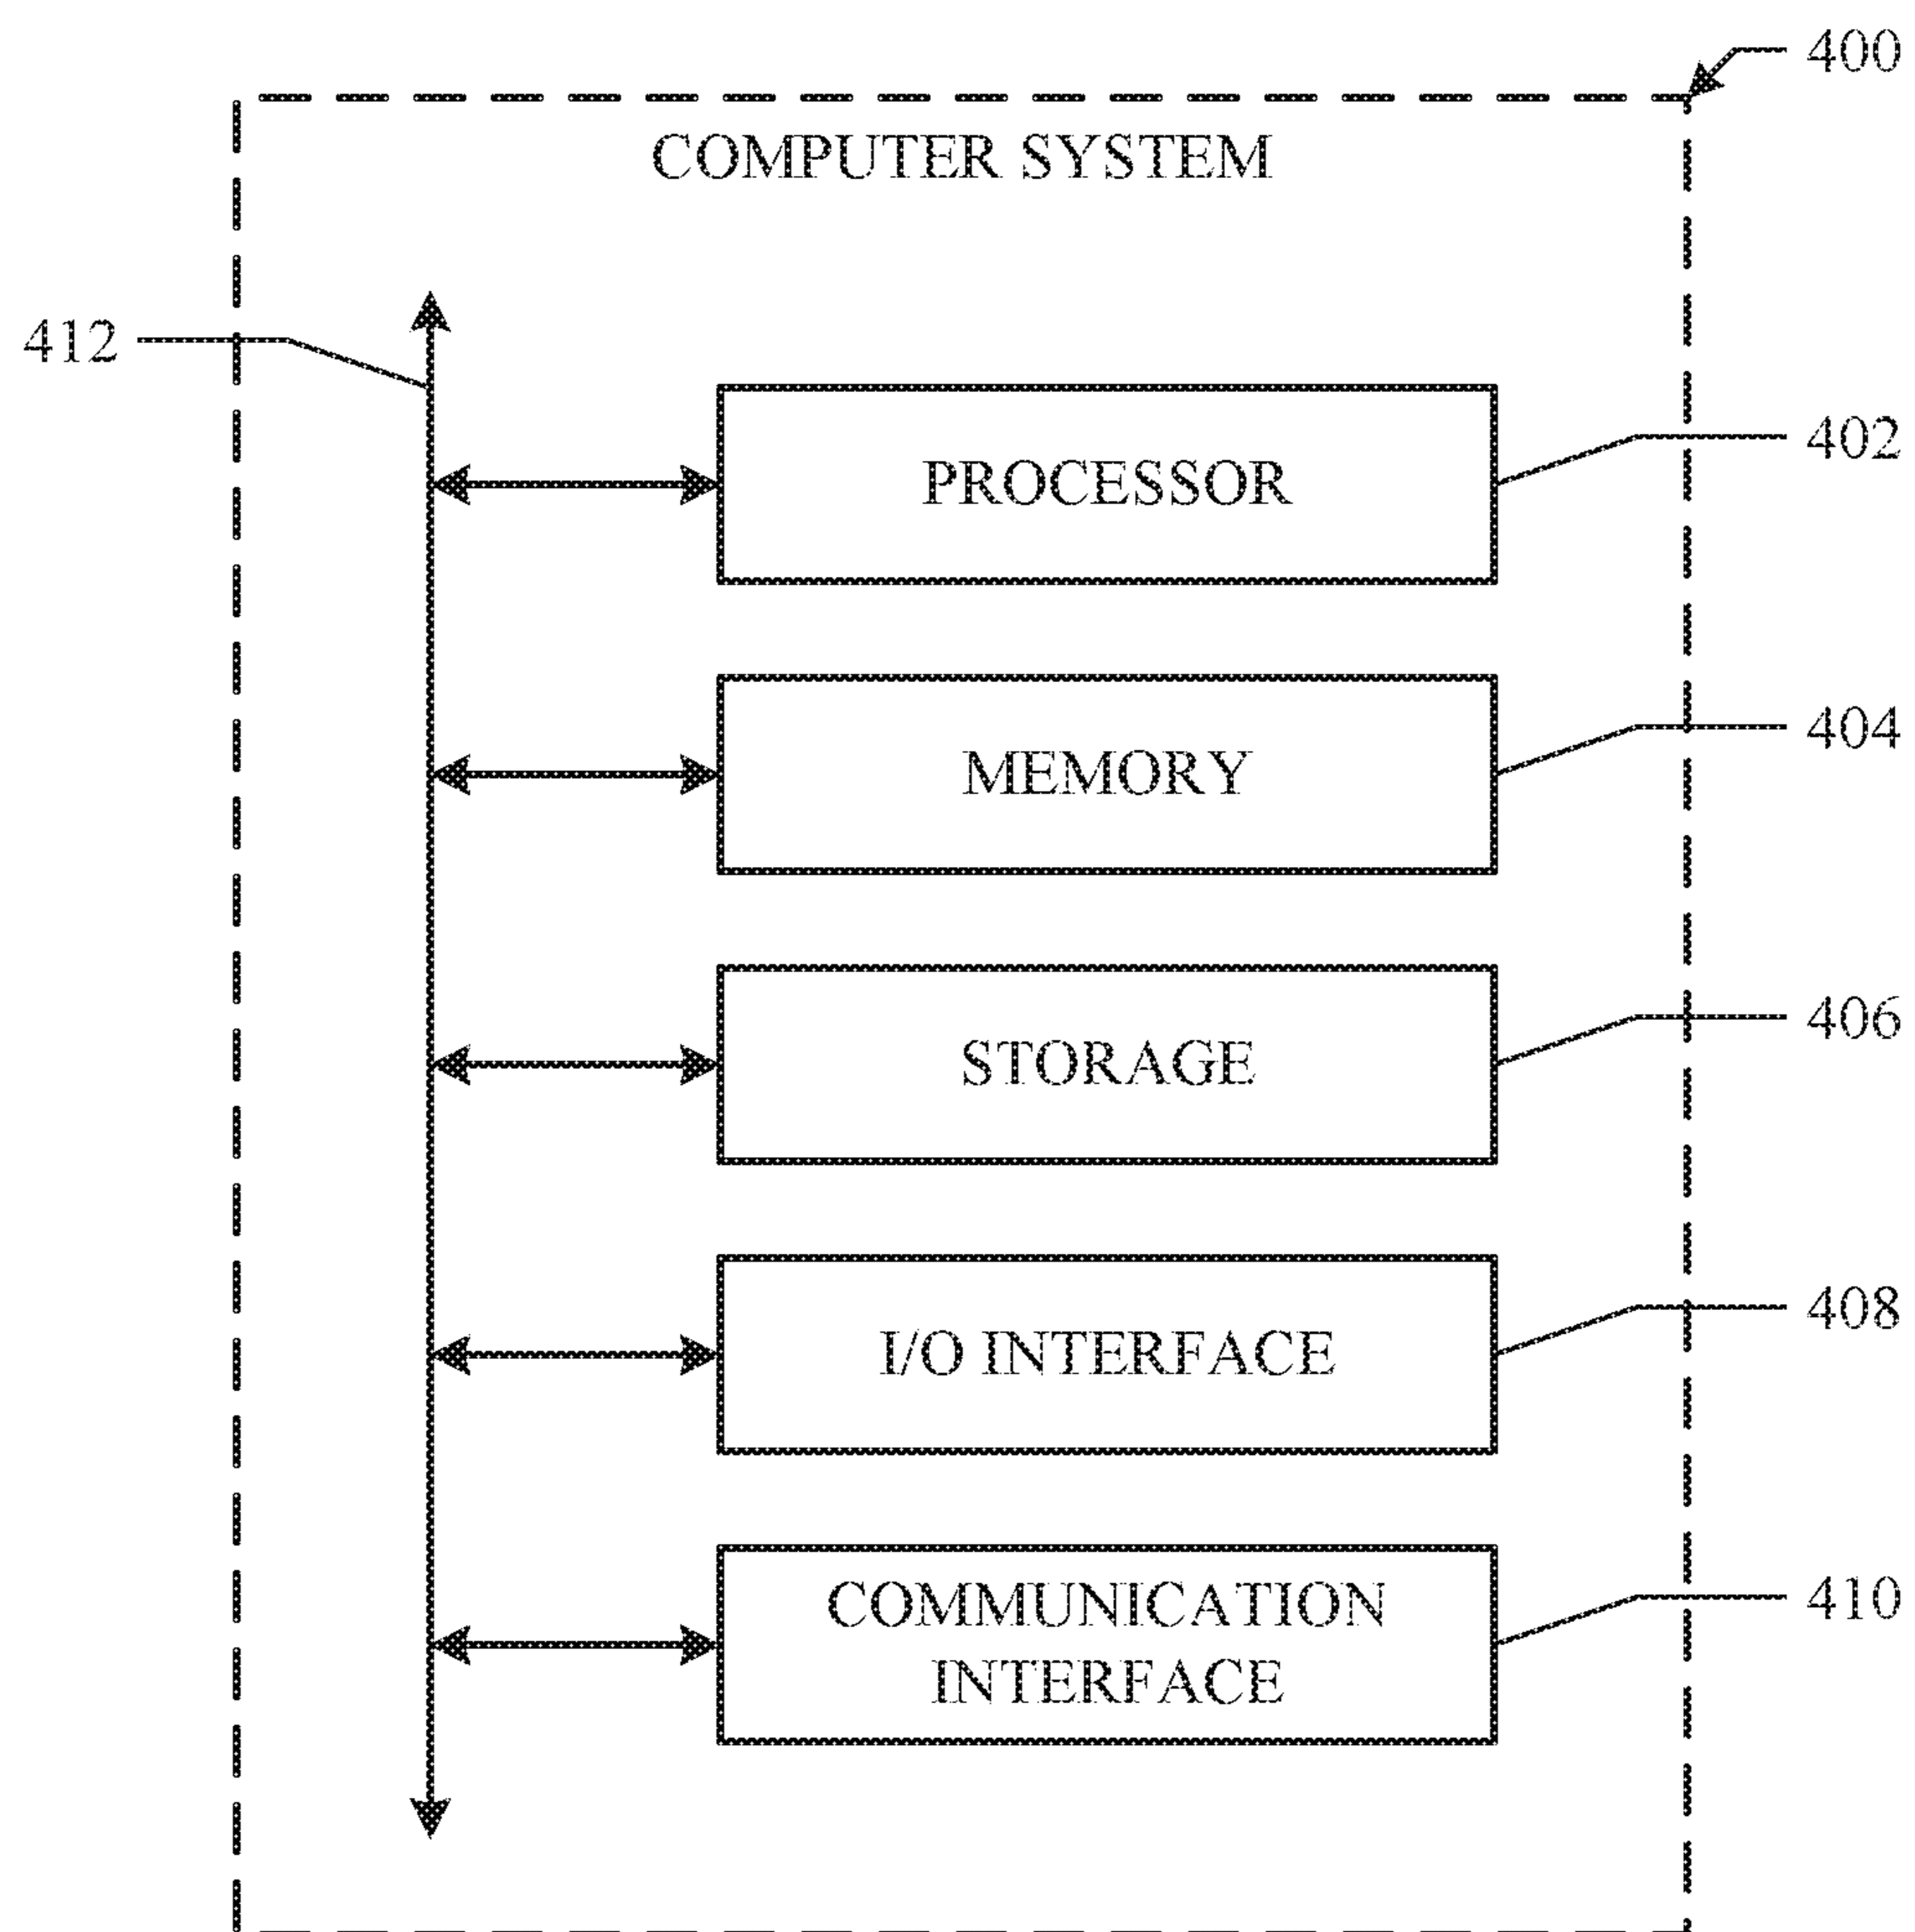 400
COMPUTER SYSTEM
412
PROCESSOR
402
MEMORY
404
STORAGE
406
I/O INTERFACE
408
COMMUNICATION
INTERFACE
410